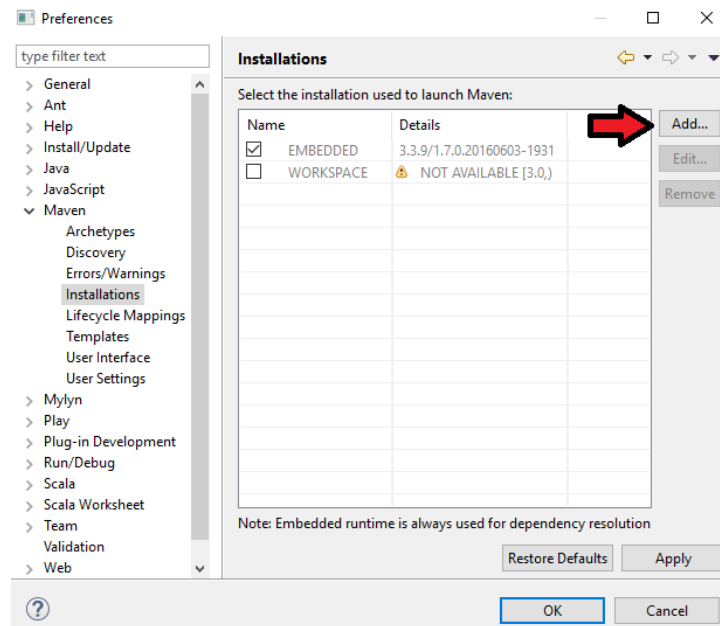 Preferences
type filter text
General
Ant
Help
Install/Update
Java
JavaScript
Maven
Archetypes
Discovery
Errors/Warnings
Installations
Lifecycle Mappings
Templates
User Interface
User Settings
Mylyn
Play
Plug-in Development
Run/Debug
Scala
Scala Worksheet
Team
Validation
Web
Installations
Select the installation used to launch Maven:
Name Details
EMBEDDED 3.3.9/1.7.0.20160603-1931
WORKSPACE NOT AVAILABLE [3.0,)
Add...
Edit...
Remove
Note: Embedded runtime is always used for dependency resolution
Restore Defaults Apply
? OK Cancel